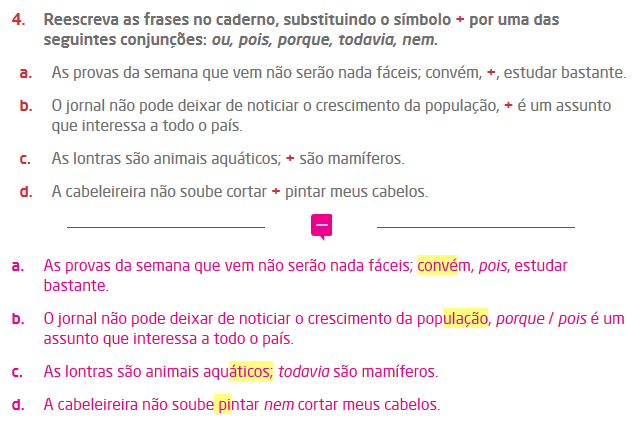 4. Reescreva as frases no caderno, substituindo o símbolo + por uma das
seguintes conjunções: ou, pois, porque, todavia, nem.
a. As provas da semana que vem não serão nada fáceis; convém, +, estudar bastante.
b. O jornal não pode deixar de noticiar o crescimento da população, + é um assunto
que interessa a todo o país.
c. As lontras são animais aquáticos; + são mamíferos.
d. A cabeleireira não soube cortar + pintar meus cabelos.
a. As provas da semana que vem não serão nada fáceis; convém, pois, estudar
bastante.
b. O jornal não pode deixar de noticiar o crescimento da população, porque / pois é um
assunto que interessa a todo o país.
c. As lontras são animais aquáticos; todavia são mamíferos.
d. A cabeleireira não soube pintar nem cortar meus cabelos.